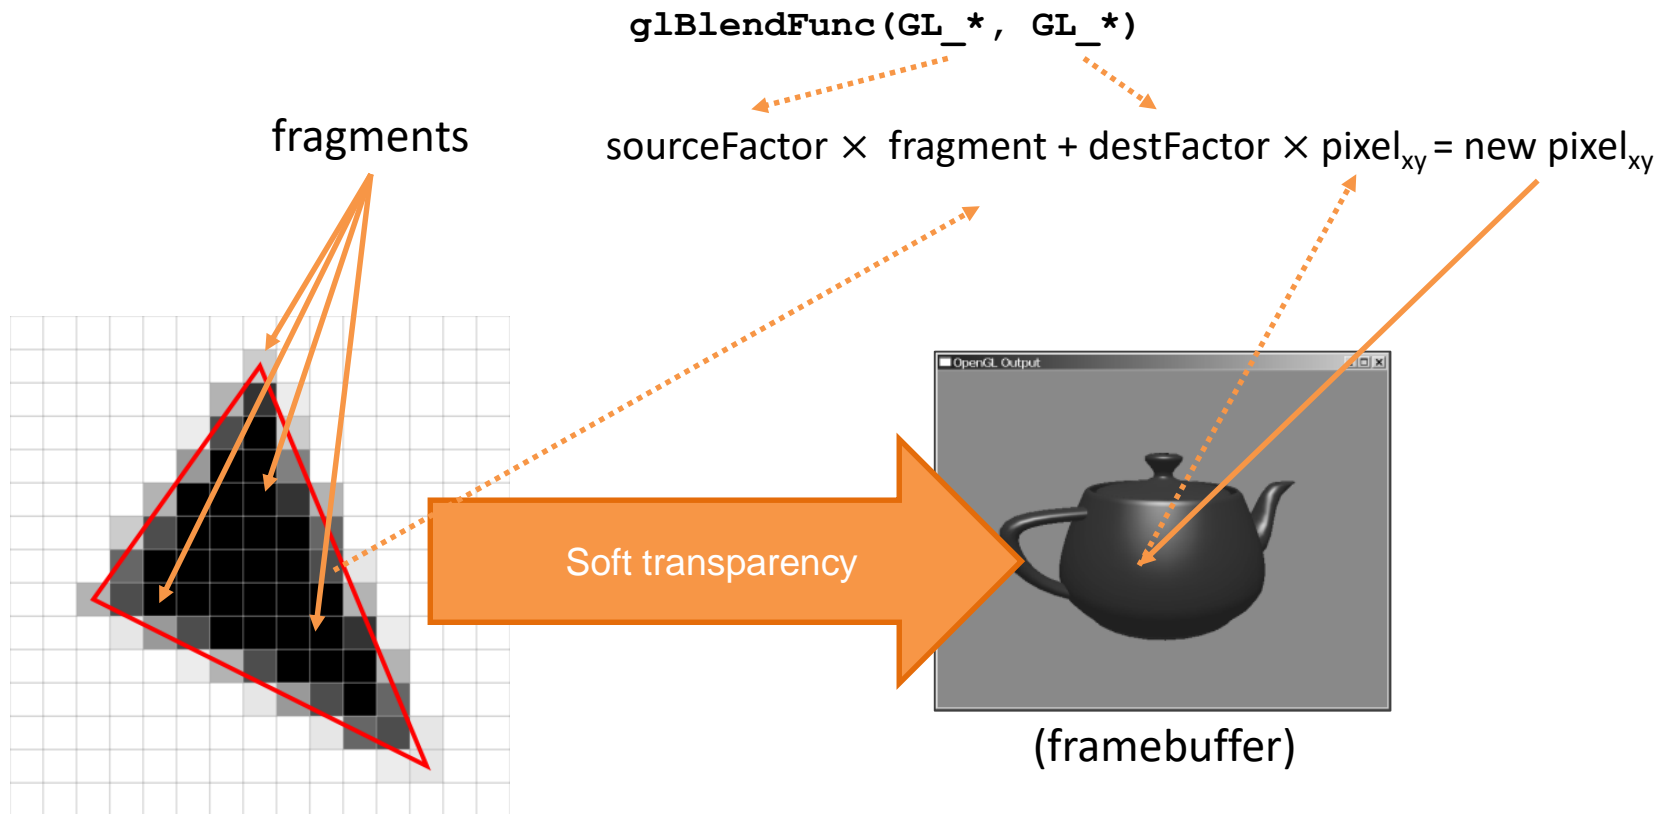 glBlendFunc(GL_*, GL_*)
fragments
sourceFactor × fragment + destFactor × pixelxy = new pixelxy
OpenGL Output
Soft transparency
(framebuffer)